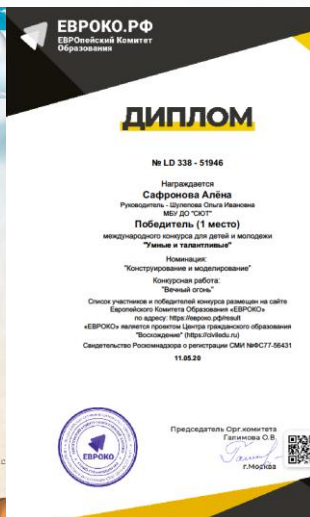 ЕВРОКО.РФ
ЕВРОпейский Комитет
Образования
ДИПЛОМ
№ LD 338 - 51946
Награждается
Сафронова Алёна
Руководитель - Шулепова Ольга Ивановна
МБУ ДО "СЮТ"
Победитель (1 место)
международного конкурса для детей и молодежи
"Умные и талантливые"
Номинация:
"Конструирование и моделирование"
Конкурсная работа:
"Вечный огонь"
Список участников и победителей конкурса размещен на сайте
Европейского Комитета Образования «ЕВРОКО»
по адресу: https://евроко.рф/result
«ЕВРОКО» является проектом Центра гражданского образования
"Восхождение" (https://civiledu.ru)
Свидетельство Роскомнадзора о регистрации СМИ №ФС77-56431
11.05.20
Председатель Орг.комитета
Галимова О.В.
ЕВРОКО
г.Москва